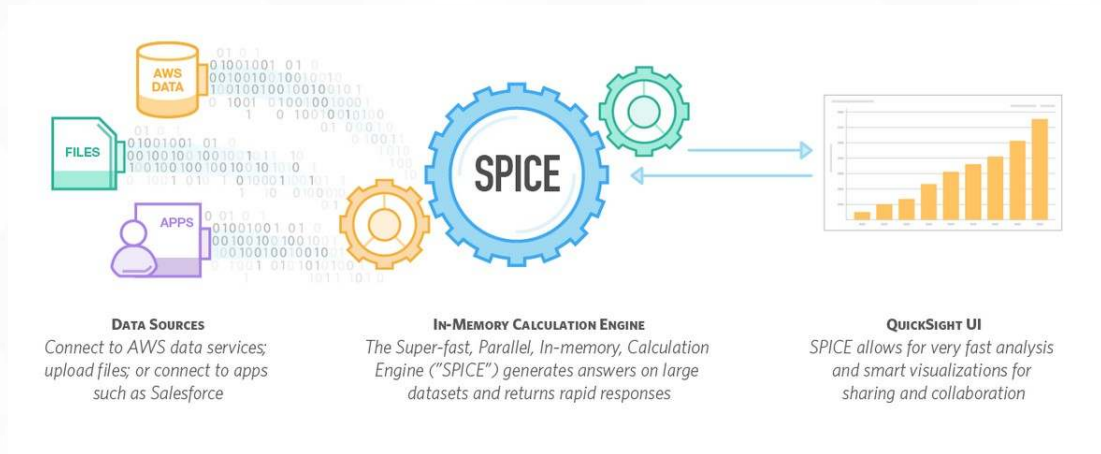 AWS
DATA
FILES
APPS
SPICE
DATA SOURCES
Connect to AWS data services;
upload files; or connect to apps
such as Salesforce
IN-MEMORY CALCULATION ENGINE
The Super-fast, Parallel, In-memory, Calculation
Engine ("SPICE") generates answers on large
datasets and returns rapid responses
QUICKSIGHT UI
SPICE allows for very fast analysis
and smart visualizations for
sharing and collaboration